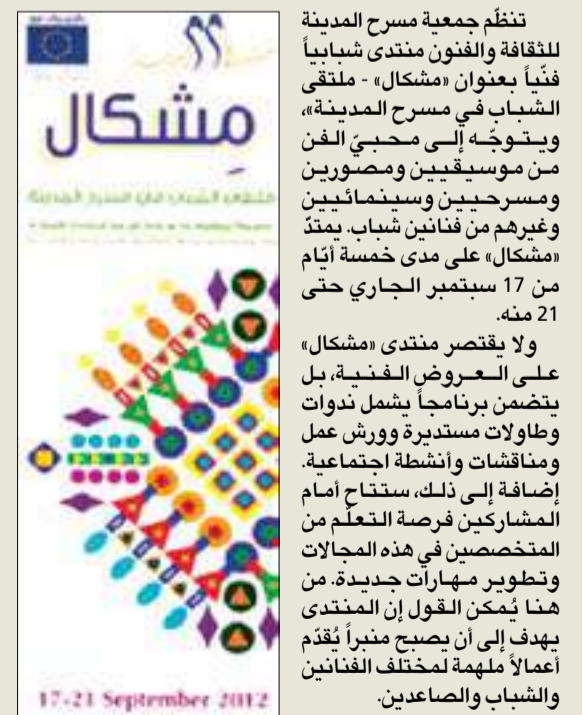 مِشكال
ملتقى الشباب في مسرح المدينة
17-21 September 2012
تنظّم جمعية مسرح المدينة
للثقافة والفنون منتدى شبابياً
فنّياً بعنوان «مشكال» - ملتقى
الشباب في مسرح المدينة»،
ويتوجّه إلى محبيّ الفن
من موسيقيين ومصورين
ومسرحيين وسينمائيين
وغيرهم من فنانين شباب. يمتدّ
«مشكال» على مدى خمسة أيّام
من 17 سبتمبر الجاري حتى
21 منه.
ولا يقتصر منتدى «مشكال»
على العروض الفنية، بل
يتضمن برنامجاً يشمل ندوات
وطاولات مستديرة وورش عمل
ومناقشات وأنشطة اجتماعية.
إضافة إلى ذلك، ستتاح أمام
المشاركين فرصة التعلّم من
المتخصصين في هذه المجالات
وتطوير مهارات جديدة. من
هنا يُمكن القول إن المنتدى
يهدف إلى أن يصبح منبراً يُقدّم
أعمالاً ملهمة لمختلف الفنانين
والشباب والصاعدين.